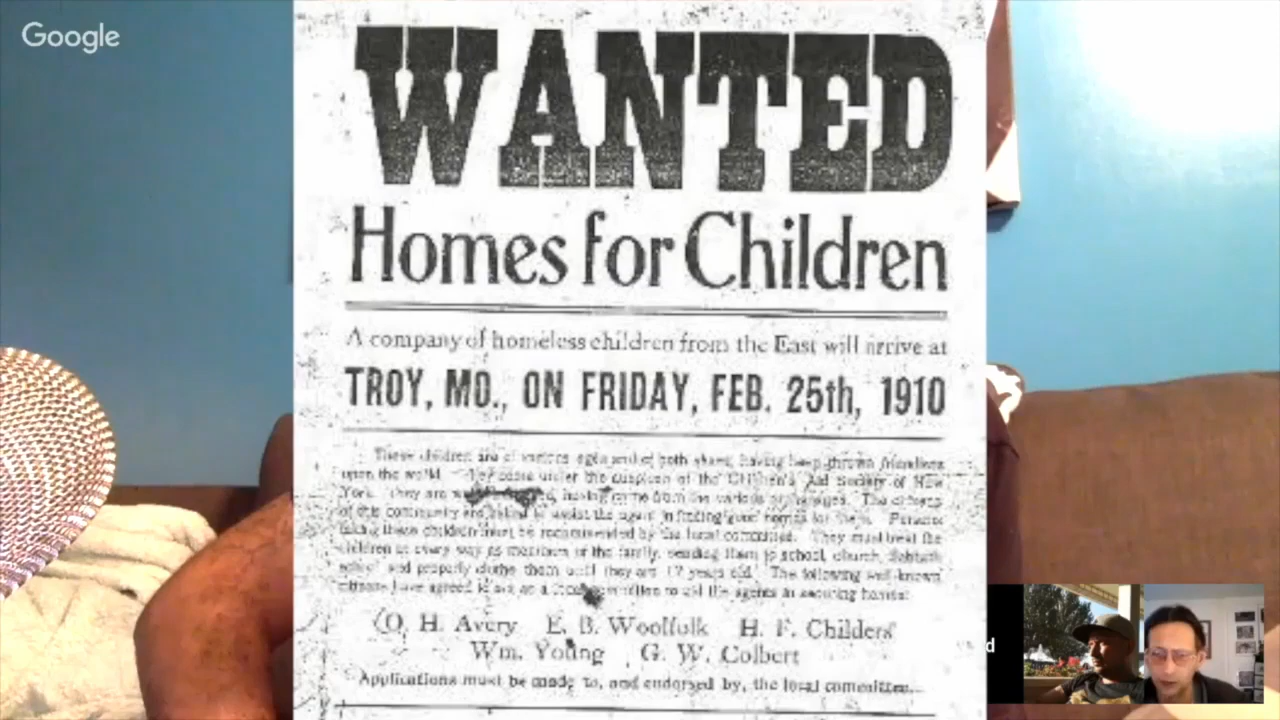 Google
WANTED
Homes for Children
A company of homeless children from the East will arrive at
TROY, MO., ON FRIDAY, FEB. 25th, 1910
These children are of various ages and of both sexes, having been thrown friendless
upon the world. They come under the auspices of the Children's Aid Society of New
York. They are having come from the various orphanages. The citizens
of this community are asked to assist the agent in finding good homes for them. Persons
taking these children must be recommended by the local committee. They must treat the
children in every way as members of the family, sending them to school, church, Sabbath
school and properly clothe them until they are 17 years old. The following well-known
citizens have agreed to act as a local committee to aid the agents in securing homes:
O. H. Avery E. B. Woolfolk H. F. Childers
Wm. Young G. W. Colbert
Applications must be made to, and endorsed by, the local committee.
d